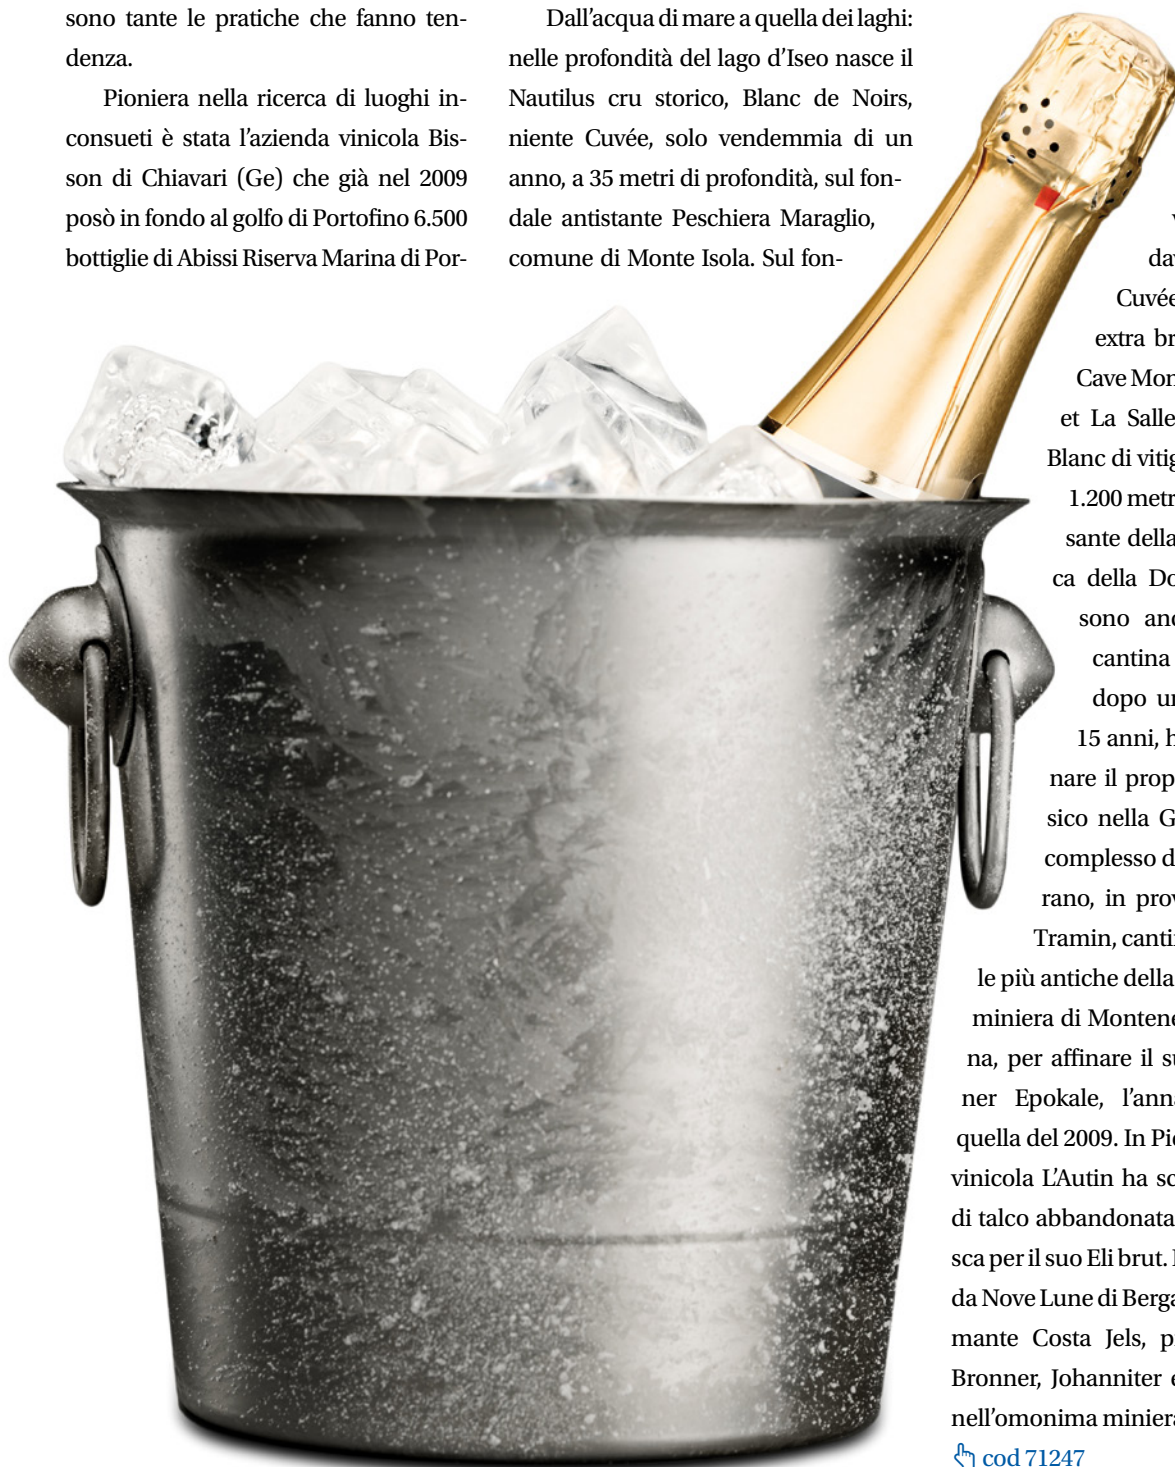 sono tante le pratiche che fanno ten-
denza.
Pioniera nella ricerca di luoghi in-
consueti è stata l'azienda vinicola Bis-
son di Chiavari (Ge) che già nel 2009
posò in fondo al golfo di Portofino 6.500
bottiglie di Abissi Riserva Marina di Por-
Dall'acqua di mare a quella dei laghi:
nelle profondità del lago d'Iseo nasce il
Nautilus cru storico, Blanc de Noirs,
niente Cuvée, solo vendemmia di un
anno, a 35 metri di profondità, sul fon-
dale antistante Peschiera Maraglio,
comune di Monte Isola. Sul fon-
Cuvée
extra br
Cave Mon
et La Salle
Blanc di vitig
1.200 metr
sante della
ca della Do
sono anc
cantina
dopo un
15 anni, h
nare il prop
sico nella G
complesso d
rano, in prov
Tramin, canti
le più antiche della
miniera di Montene
na, per affinare il su
ner Epokale, l'ann
quella del 2009. In Pie
vinicola L'Autin ha sc
di talco abbandonata
sca per il suo Eli brut. 
da Nove Lune di Berga
mante Costa Jels, p
Bronner, Johanniter e
nell'omonima miniera
cod 71247